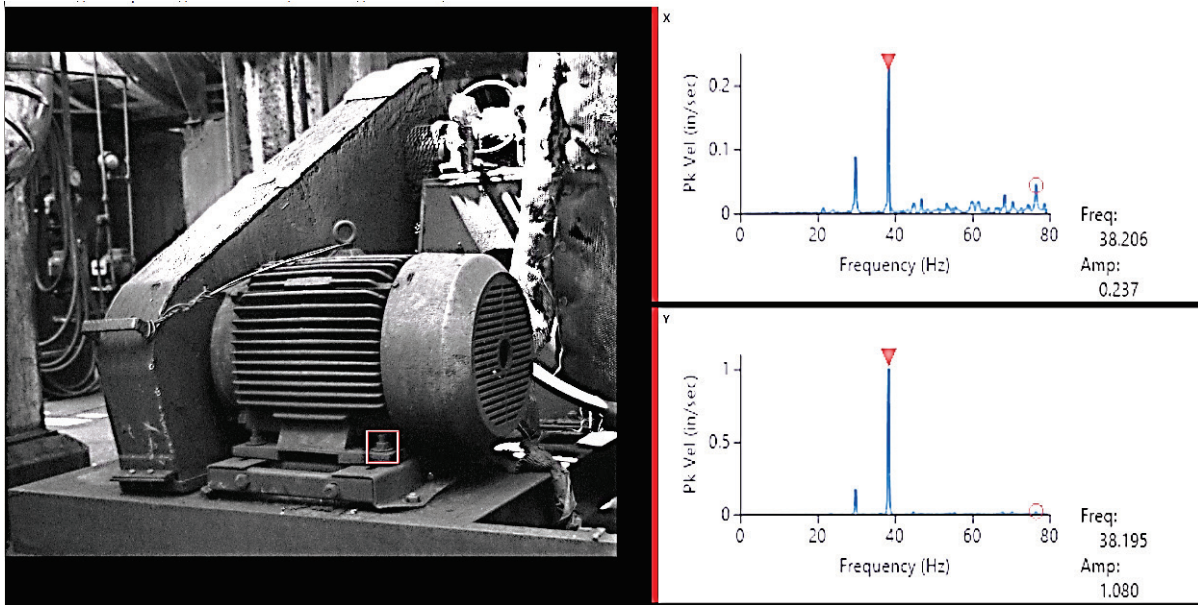 X
Pk Vel (in/sec)
0.2
0.1
0
0 20 40 60 80
Frequency (Hz)
Freq:
38.206
Amp:
0.237
Y
Pk Vel (in/sec)
1
0.5
0
0 20 40 60 80
Frequency (Hz)
Freq:
38.195
Amp:
1.080